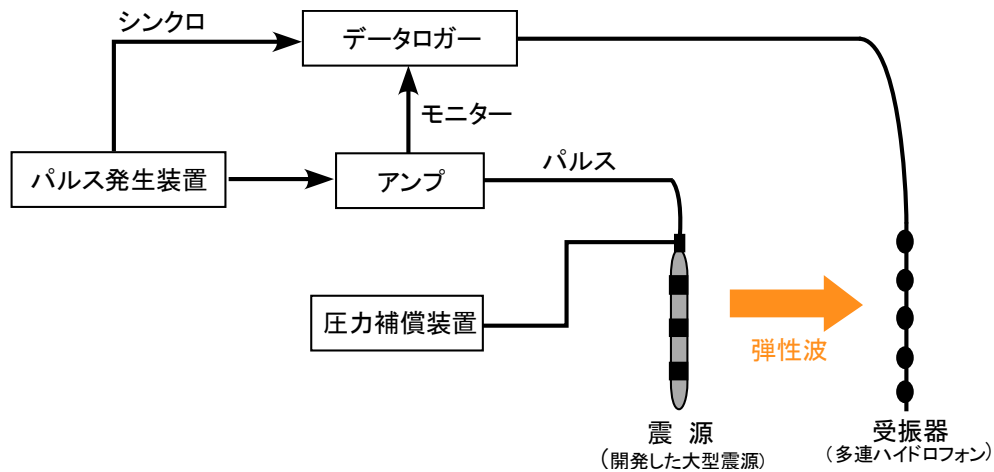 シンクロ
データロガー
モニター
パルス発生装置
アンプ
パルス
圧力補償装置
弾性波
震 源
(開発した大型震源)
受振器
(多連ハイドロフォン)